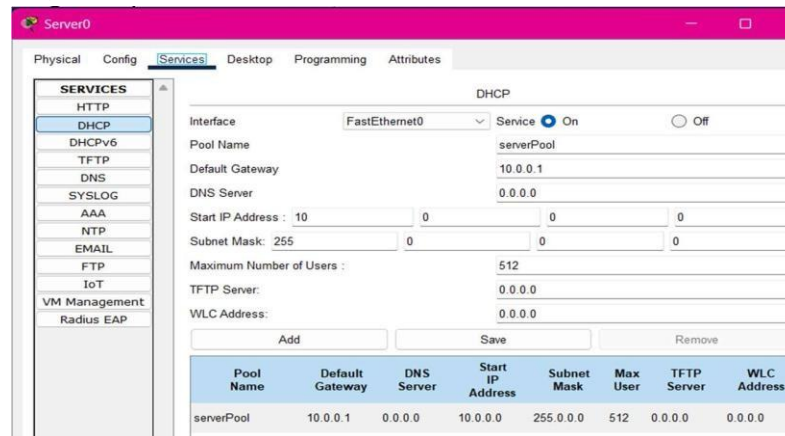 Server0
Physical Config Services Desktop Programming Attributes
SERVICES
HTTP
DHCP
DHCPv6
TFTP
DNS
SYSLOG
AAA
NTP
EMAIL
FTP
IoT
VM Management
Radius EAP
DHCP
Interface FastEthernet0 Service On Off
Pool Name serverPool
Default Gateway 10.0.0.1
DNS Server 0.0.0.0
Start IP Address : 10 0 0 0
Subnet Mask: 255 0 0 0
Maximum Number of Users : 512
TFTP Server: 0.0.0.0
WLC Address: 0.0.0.0
Add Save Remove
Pool Name Default Gateway DNS Server Start IP Address Subnet Mask Max User TFTP Server WLC Address
serverPool 10.0.0.1 0.0.0.0 10.0.0.0 255.0.0.0 512 0.0.0.0 0.0.0.0